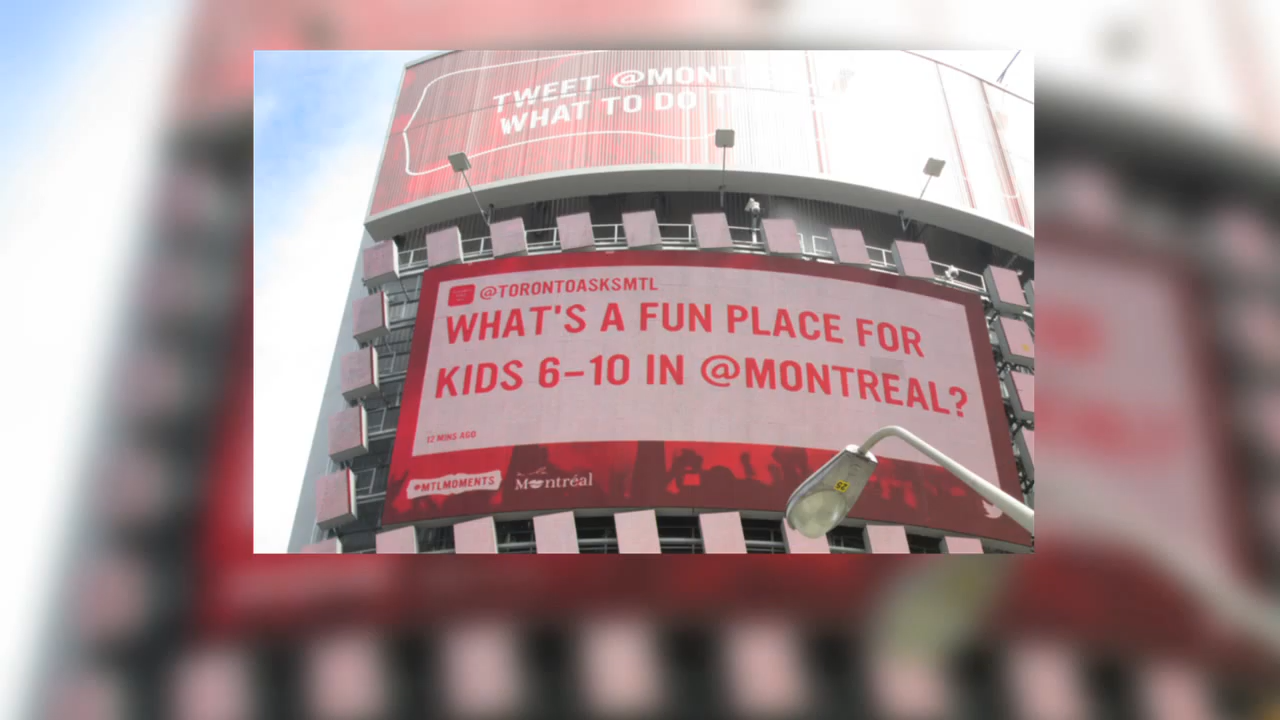 TWEET @MONT
WHAT TO DO T
@TORONTOASKSMTL
WHAT'S A FUN PLACE FOR
KIDS 6–10 IN @MONTREAL?
12 MINS AGO
#MTLMOMENTS
Montréal